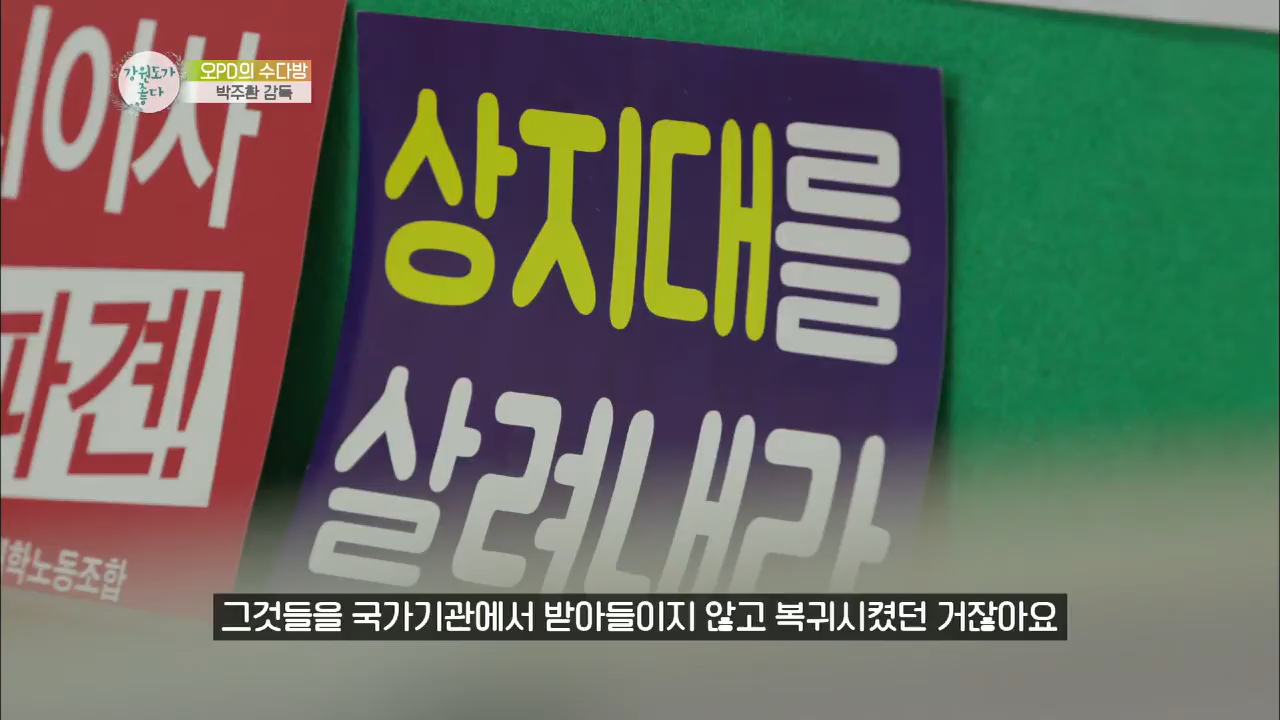 강원도가
좋다
오PD의 수다방
박주환 감독
이사
파견!
학노동조합
상지대를
살려내라
그것들을 국가기관에서 받아들이지 않고 복귀시켰던 거잖아요